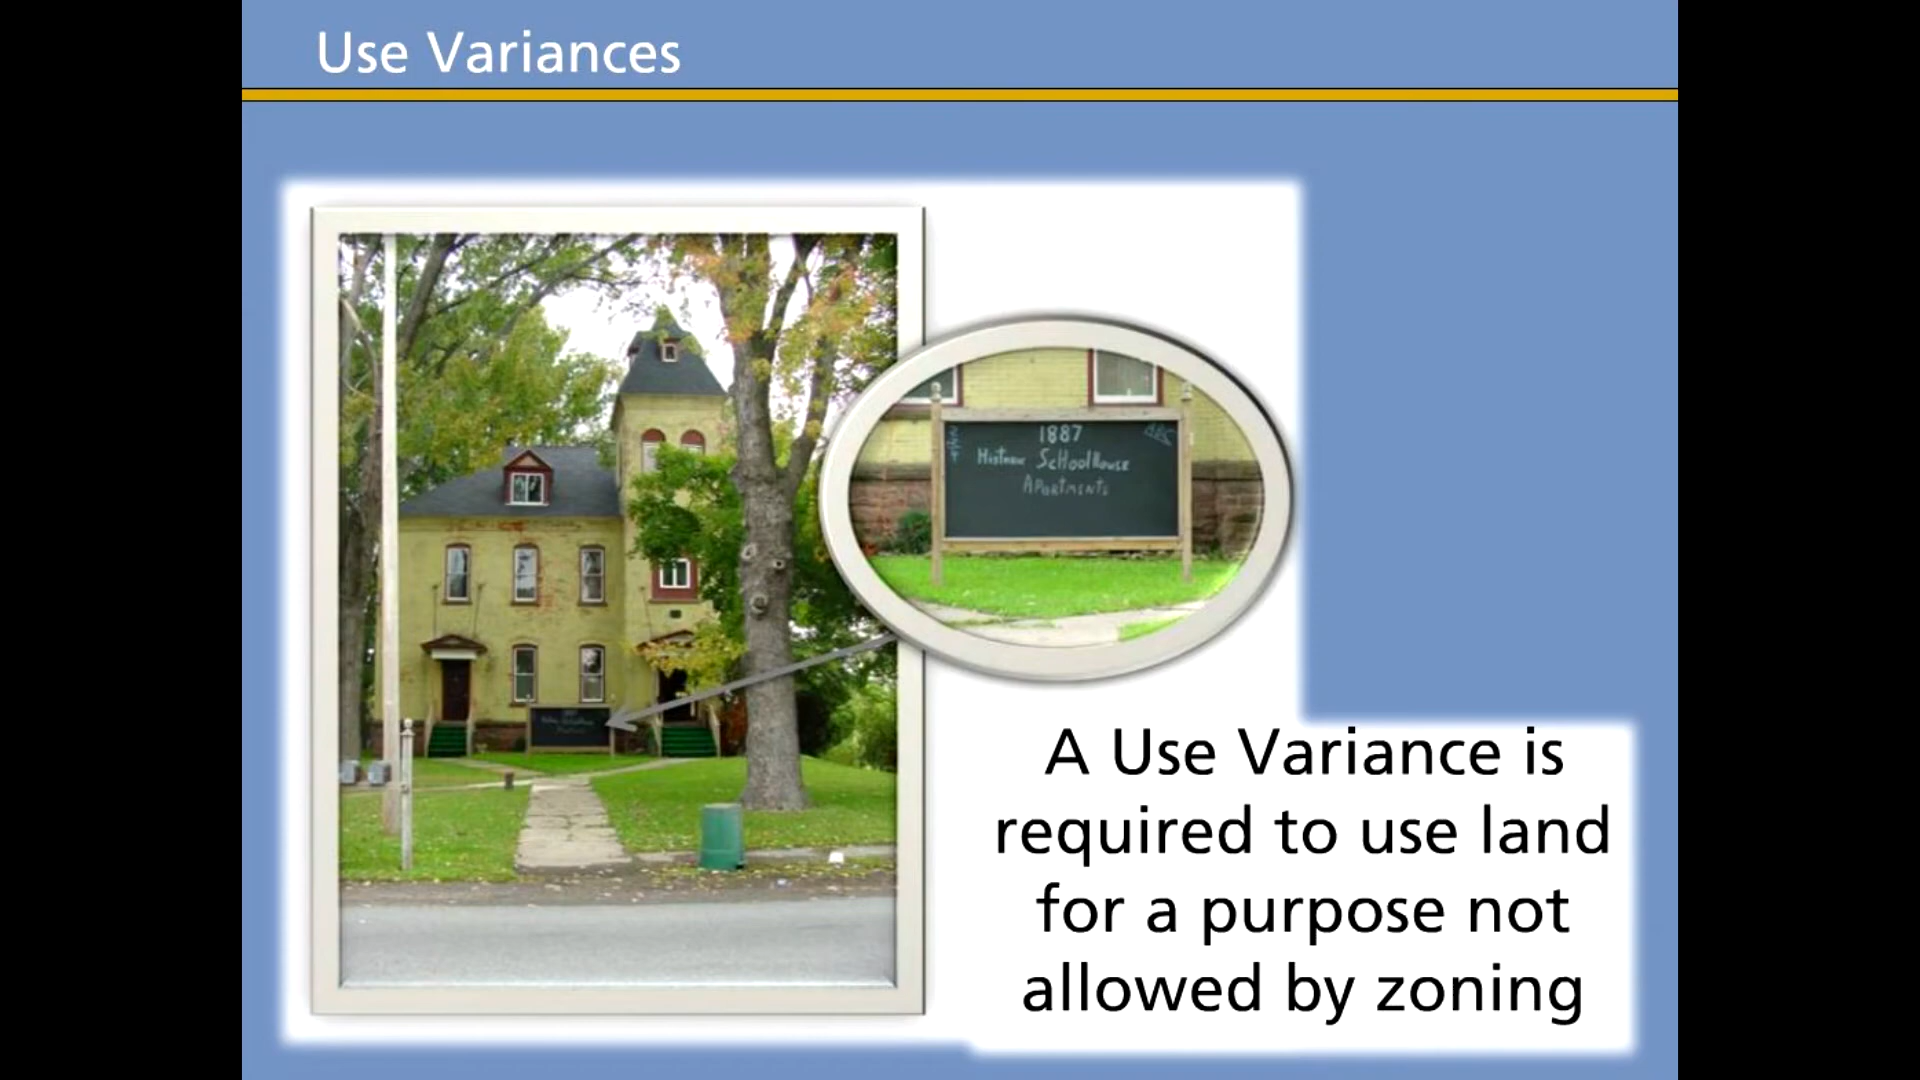 Use Variances
1887
ABC
Historic SchoolHouse
Apartments
A Use Variance is
required to use land
for a purpose not
allowed by zoning